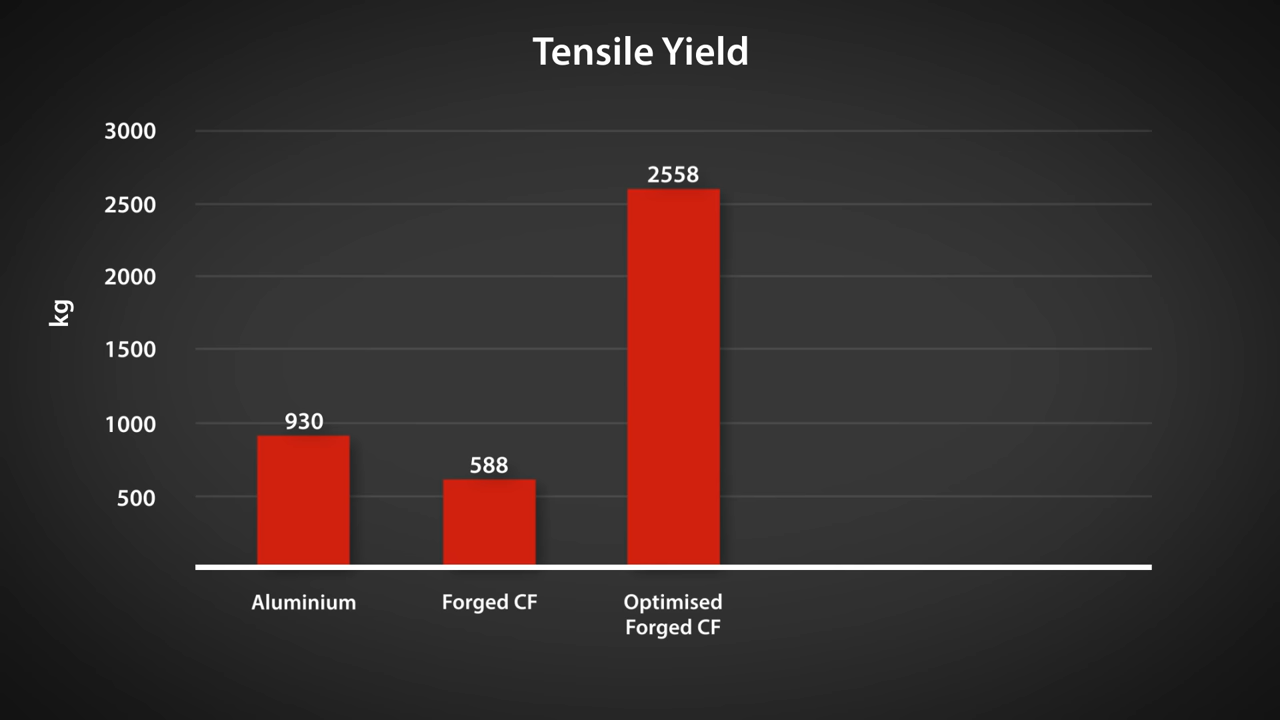 Tensile Yield
3000
2558
2500
2000
kg
1500
930
1000
588
500
Aluminium
Forged CF
Optimised
Forged CF